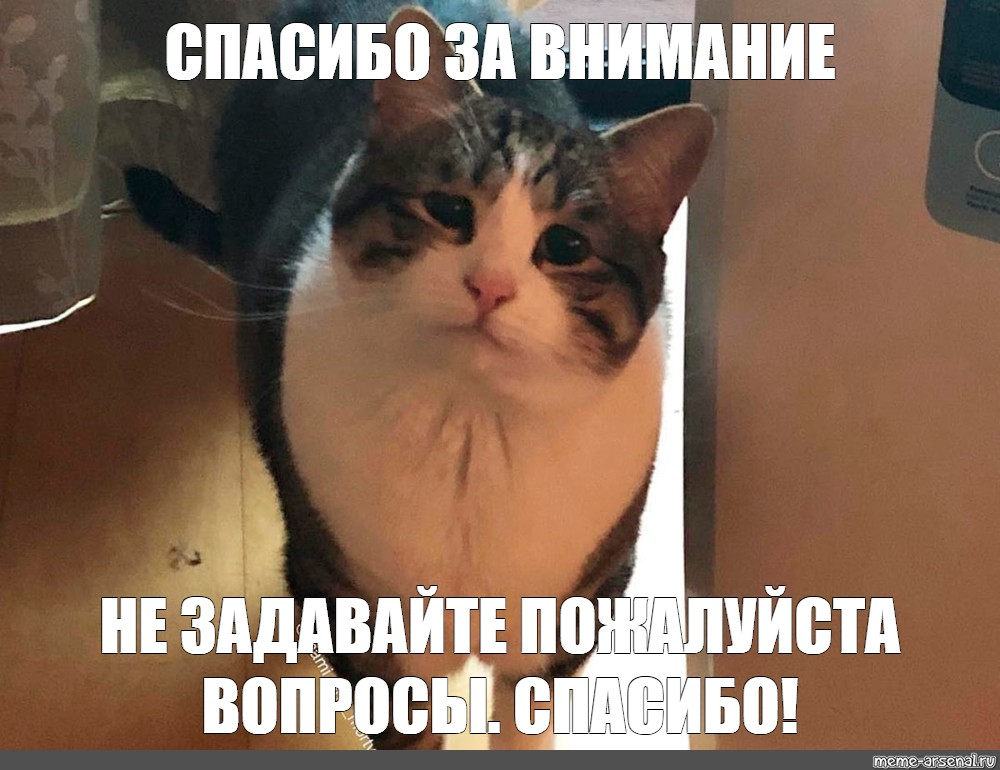 СПАСИБО ЗА ВНИМАНИЕ
НЕ ЗАДАВАЙТЕ ПОЖАЛУЙСТА
ВОПРОСЫ. СПАСИБО!
meme-arsenal.ru